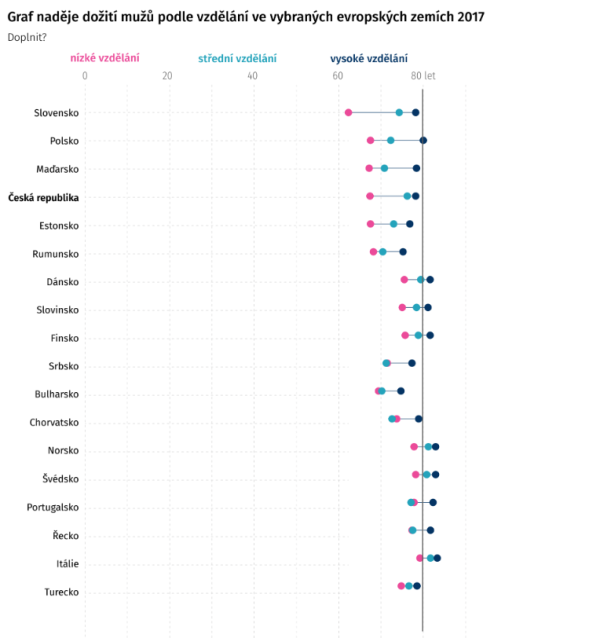 Graf naděje dožití mužů podle vzdělání ve vybraných evropských zemích 2017
Doplnit?
nízké vzdělání střední vzdělání vysoké vzdělání
0 20 40 60 80 let
Slovensko
Polsko
Maďarsko
Česká republika
Estonsko
Rumunsko
Dánsko
Slovinsko
Finsko
Srbsko
Bulharsko
Chorvatsko
Norsko
Švédsko
Portugalsko
Řecko
Itálie
Turecko